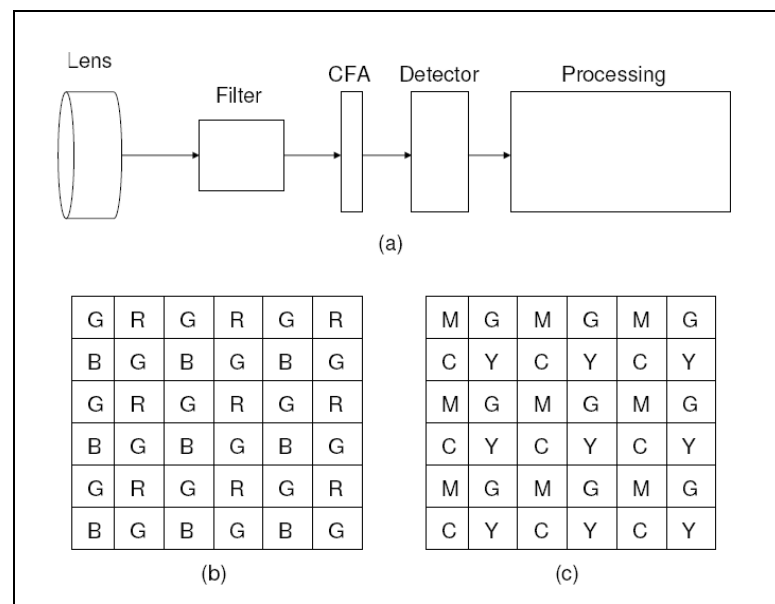 Lens
Filter
CFA
Detector
Processing
(a)
G R G R G R
B G B G B G
G R G R G R
B G B G B G
G R G R G R
B G B G B G
(b)
M G M G M G
C Y C Y C Y
M G M G M G
C Y C Y C Y
M G M G M G
C Y C Y C Y
(c)